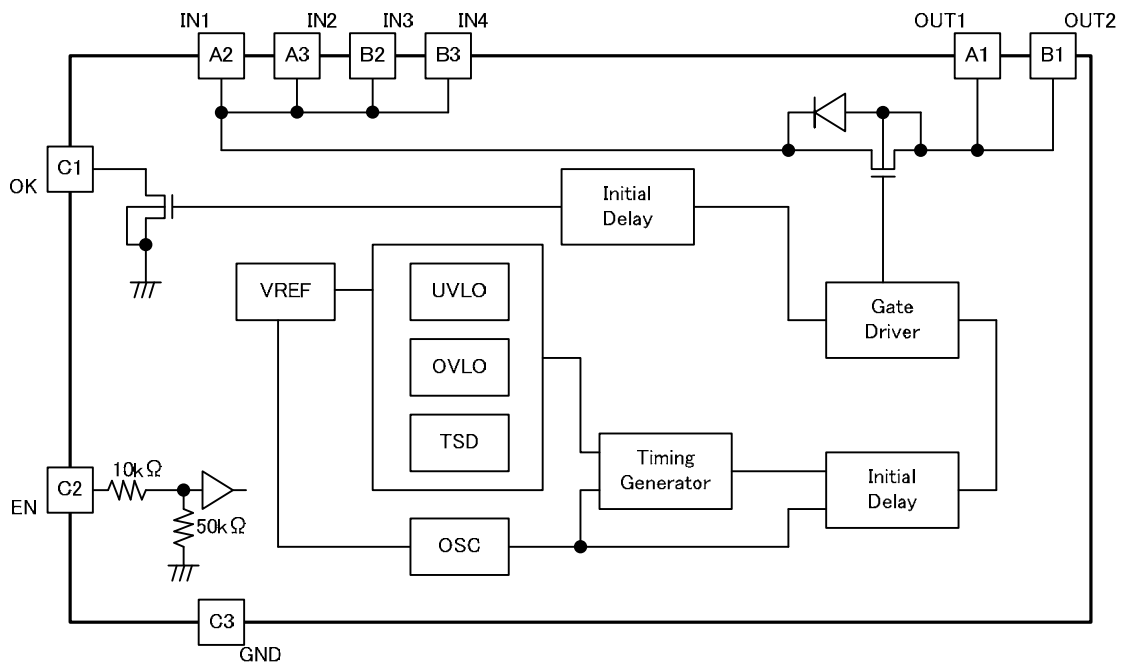 IN1 IN2 IN3 IN4 OUT1 OUT2
A2 A3 B2 B3 A1 B1
C1
OK
Initial
Delay
VREF
UVLO
OVLO
TSD
Gate
Driver
Timing
Generator
Initial
Delay
C2
EN
10kΩ
50kΩ
OSC
C3
GND